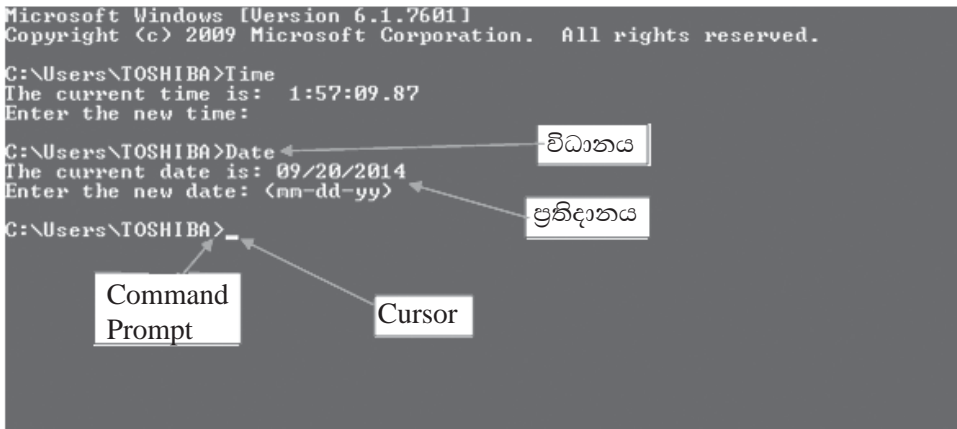 Microsoft Windows [Version 6.1.7601]
Copyright (c) 2009 Microsoft Corporation.  All rights reserved.
C:\Users\TOSHIBA>Time
The current time is:  1:57:09.87
Enter the new time:
C:\Users\TOSHIBA>Date
විධානය
The current date is: 09/20/2014
Enter the new date: (mm-dd-yy)
ප්‍රතිදානය
C:\Users\TOSHIBA>_
Command
Prompt
Cursor